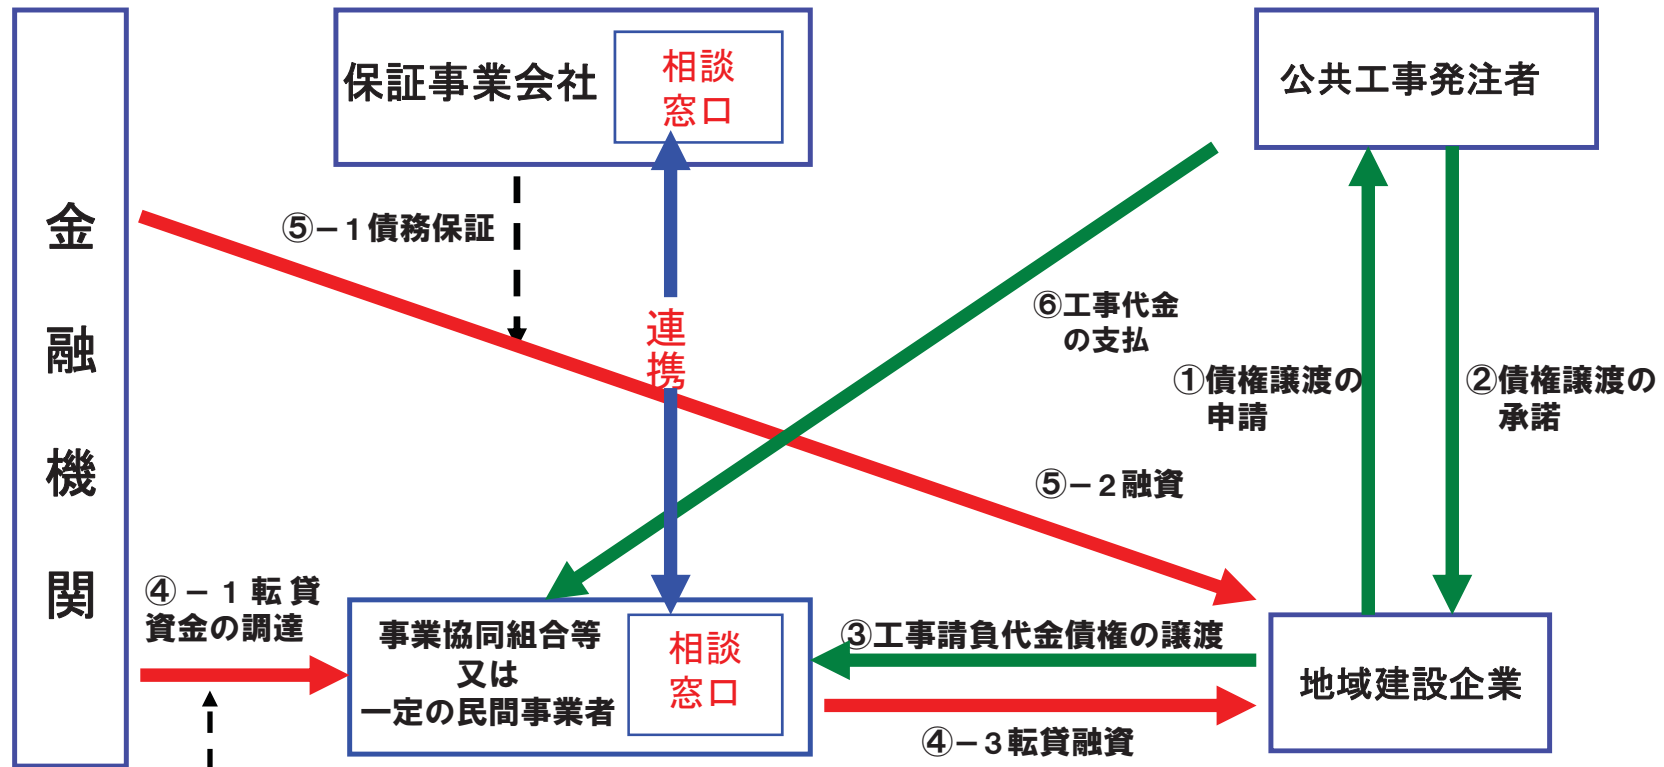 金融機関
保証事業会社
相談
窓口
公共工事発注者
⑤－1債務保証
連携
⑥工事代金
の支払
①債権譲渡の
申請
②債権譲渡の
承諾
⑤－2融資
④－1転貸
資金の調達
事業協同組合等
又は
一定の民間事業者
相談
窓口
③工事請負代金債権の譲渡
④－3転貸融資
地域建設企業